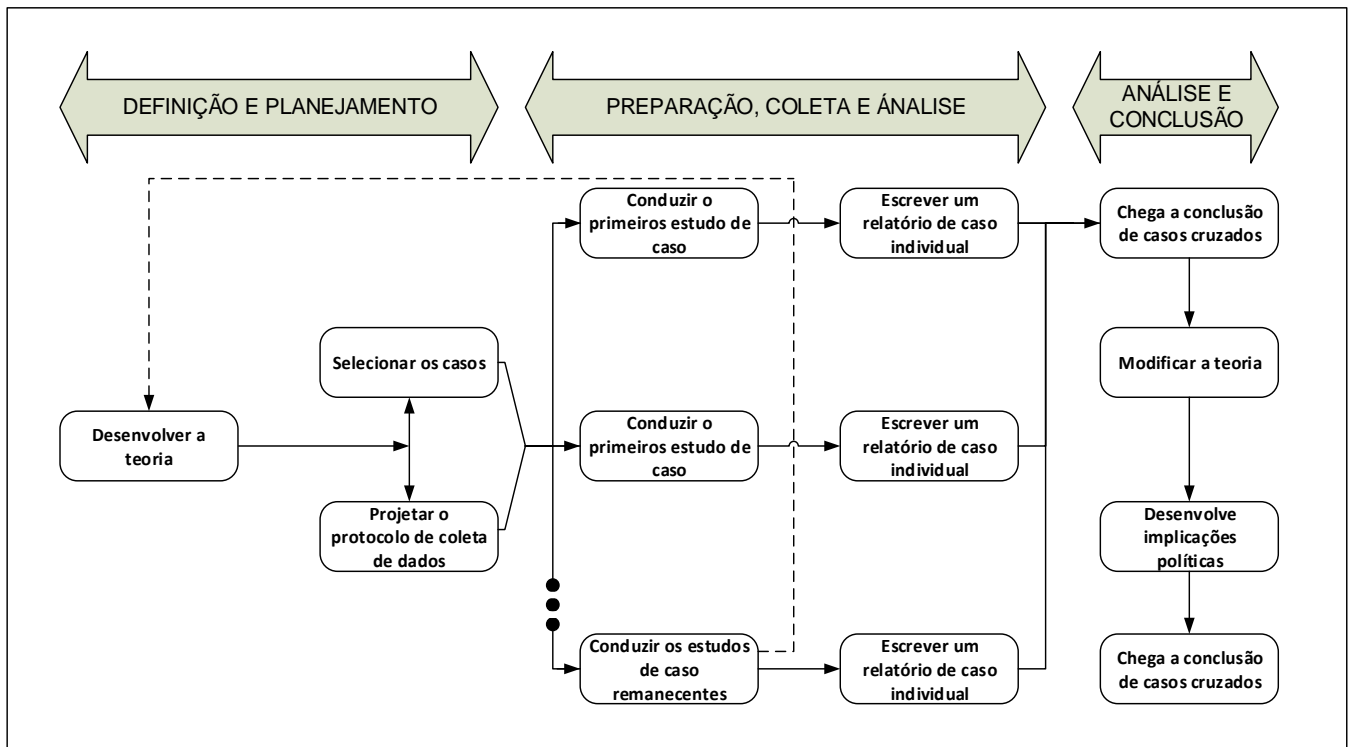 DEFINIÇÃO E PLANEJAMENTO
PREPARAÇÃO, COLETA E ÁNALISE
ANÁLISE E
CONCLUSÃO
Conduzir o
primeiros estudo de
caso
Escrever um
relatório de caso
individual
Chega a conclusão
de casos cruzados
Selecionar os casos
Modificar a teoria
Desenvolver a
teoria
Conduzir o
primeiros estudo de
caso
Escrever um
relatório de caso
individual
Projetar o
protocolo de coleta
de dados
Desenvolve
implicações
políticas
Conduzir os estudos
de caso
remanecentes
Escrever um
relatório de caso
individual
Chega a conclusão
de casos cruzados